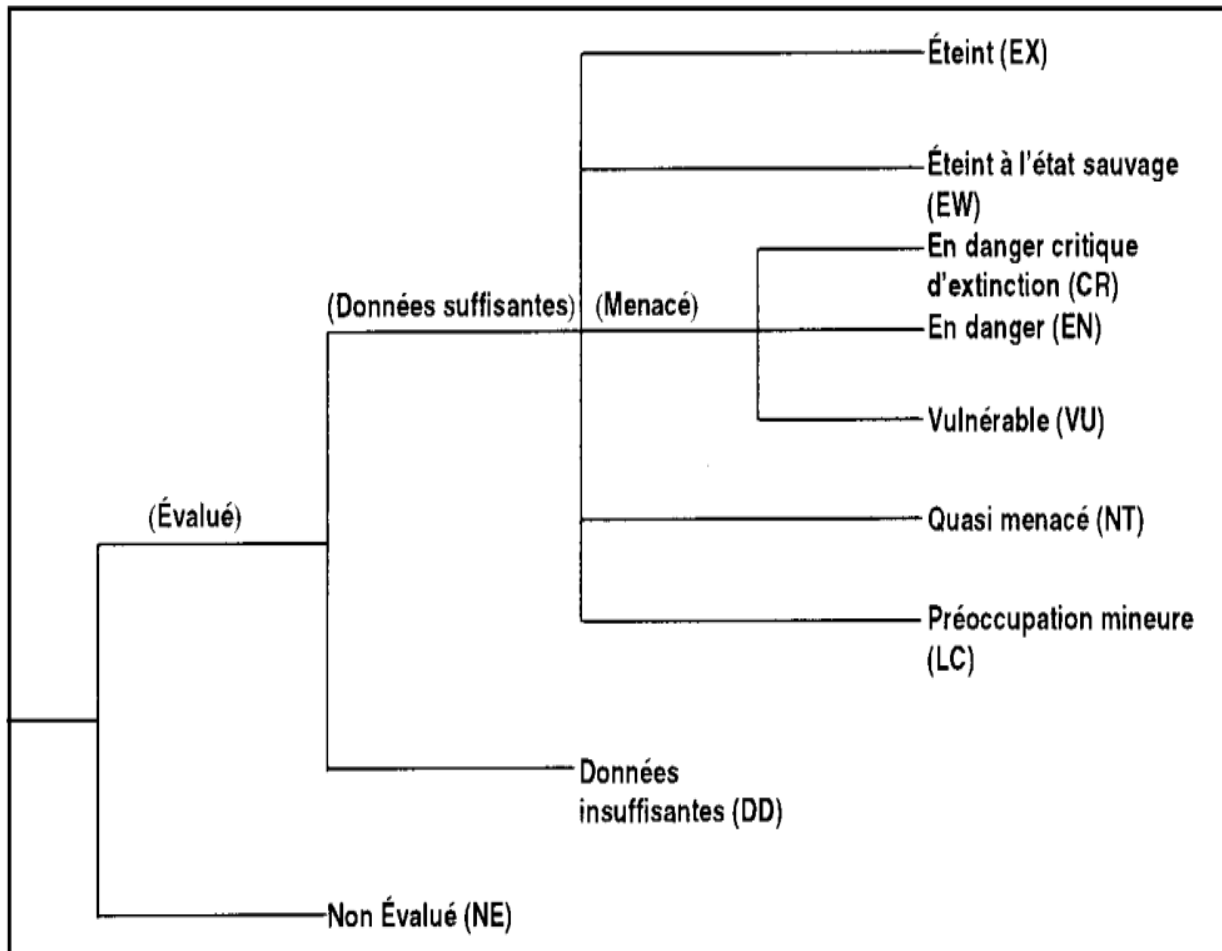 Éteint (EX)
Éteint à l'état sauvage
(EW)
En danger critique
d'extinction (CR)
(Données suffisantes) (Menacé)
En danger (EN)
Vulnérable (VU)
(Évalué)
Quasi menacé (NT)
Préoccupation mineure
(LC)
Données
insuffisantes (DD)
Non Évalué (NE)